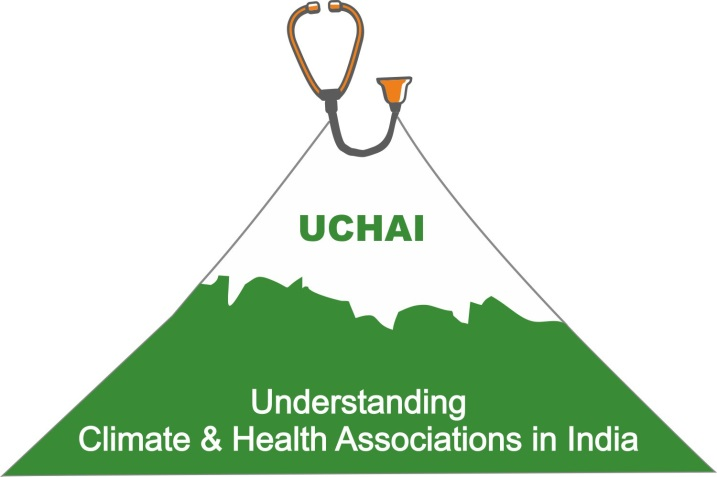 UCHAI
Understanding
Climate & Health Associations in India